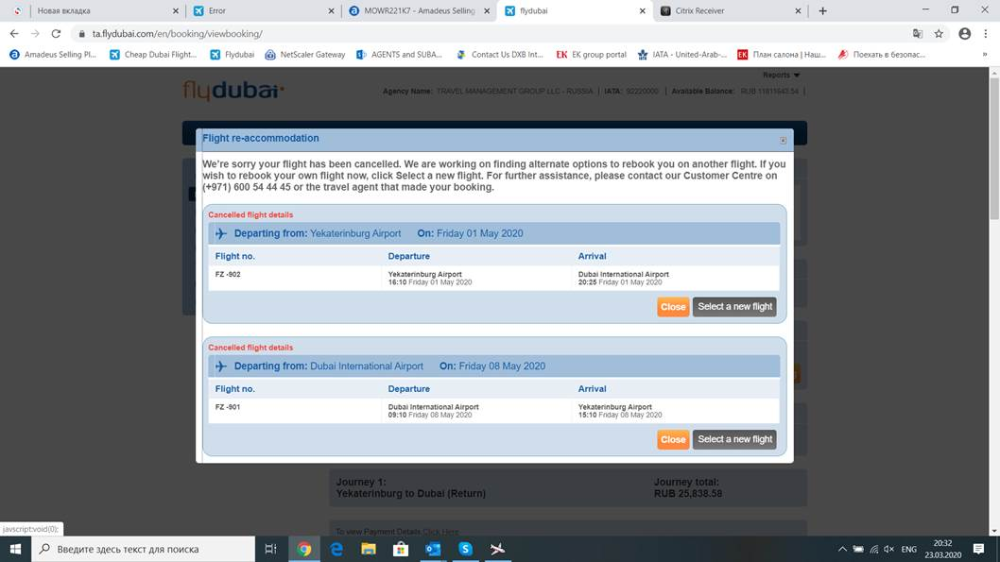 Новая вкладка
Error
MOWR221K7 - Amadeus Selling
flydubai
Citrix Receiver
ta.flydubai.com/en/booking/viewbooking/
Amadeus Selling Pl...
Cheap Dubai Flight...
Flydubai
NetScaler Gateway
AGENTS and SUBA...
Contact Us DXB Int...
EK group portal
IATA - United-Arab-...
План салона | Наш...
Поехать в безопас...
»
Reports
flydubai
Agency Name: TRAVEL MANAGEMENT GROUP LLC - RUSSIA | IATA: 92220000 | Available Balance: RUB 11811643.54 |
Flight re-accommodation
We're sorry your flight has been cancelled. We are working on finding alternate options to rebook you on another flight. If you
wish to rebook your own flight now, click Select a new flight. For further assistance, please contact our Customer Centre on
(+971) 600 54 44 45 or the travel agent that made your booking.
Cancelled flight details
Departing from: Yekaterinburg Airport On: Friday 01 May 2020
Flight no. Departure Arrival
FZ -902 Yekaterinburg Airport Dubai International Airport
16:10 Friday 01 May 2020 20:25 Friday 01 May 2020
Close Select a new flight
Cancelled flight details
Departing from: Dubai International Airport On: Friday 08 May 2020
Flight no. Departure Arrival
FZ -901 Dubai International Airport Yekaterinburg Airport
09:10 Friday 08 May 2020 15:10 Friday 08 May 2020
Close Select a new flight
Journey 1: Journey total:
Yekaterinburg to Dubai (Return) RUB 25,838.58
To view Payment Details Click Here
javscript:void(0);
Введите здесь текст для поиска
ENG
20:32
23.03.2020